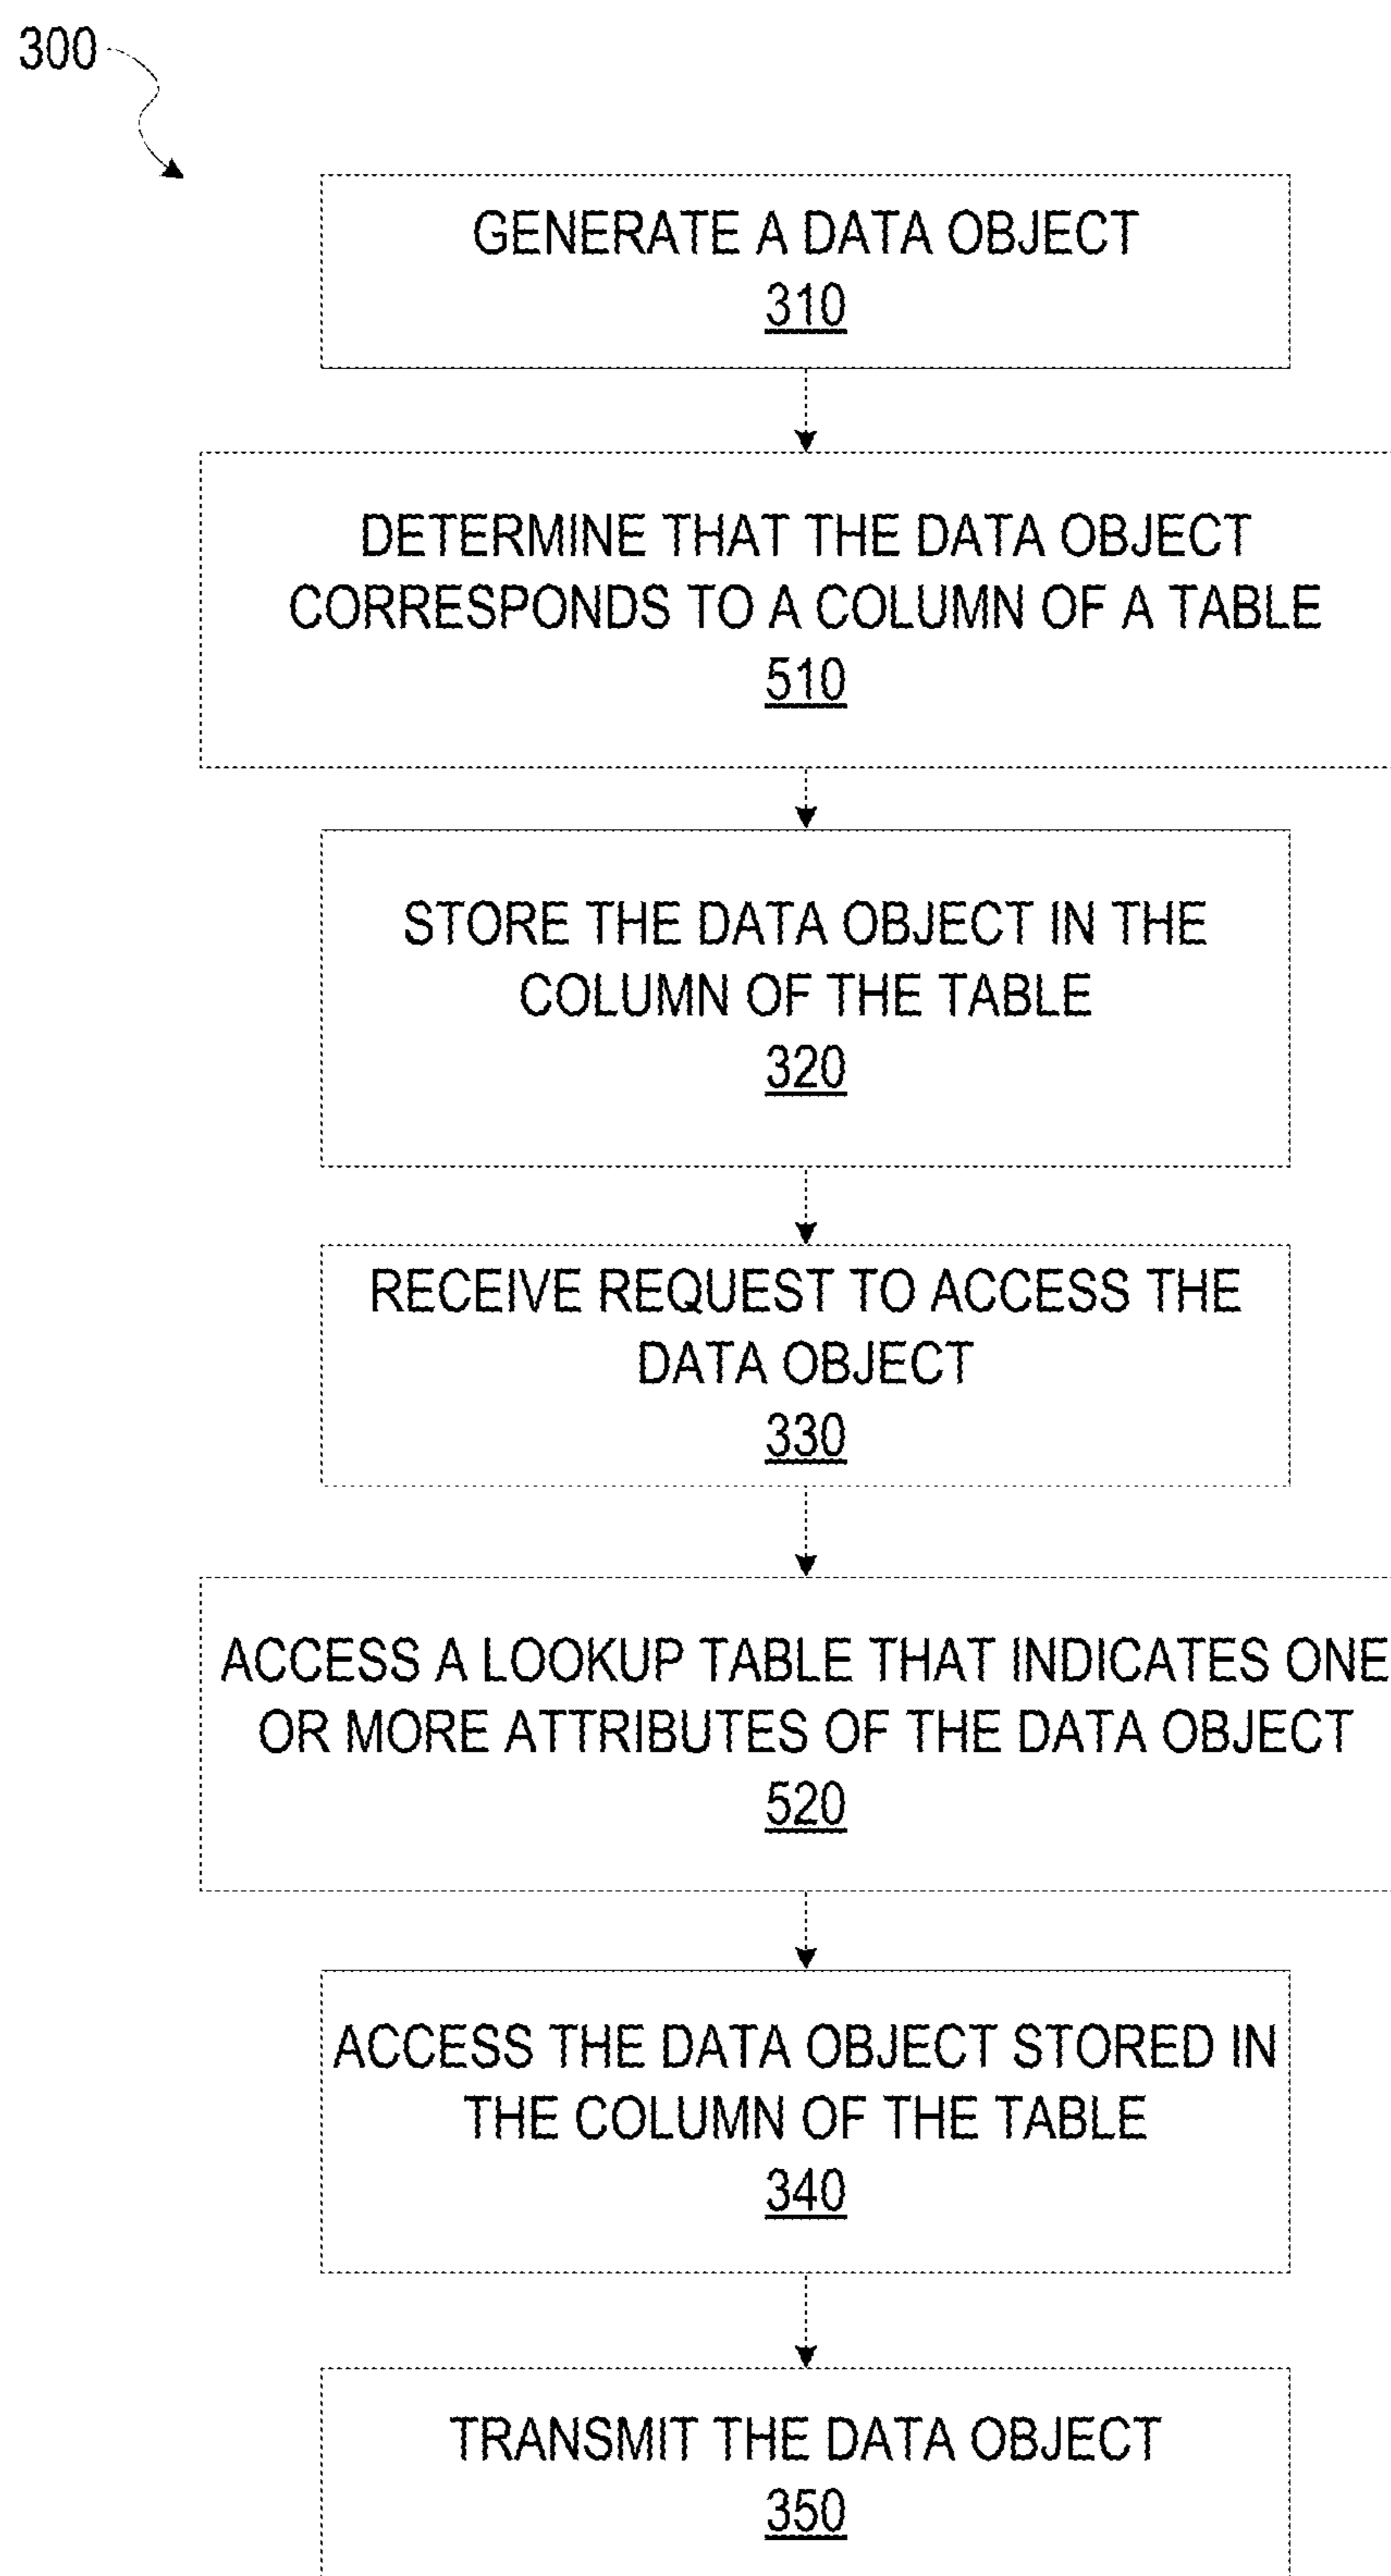 300
GENERATE A DATA OBJECT
310
DETERMINE THAT THE DATA OBJECT
CORRESPONDS TO A COLUMN OF A TABLE
510
STORE THE DATA OBJECT IN THE
COLUMN OF THE TABLE
320
RECEIVE REQUEST TO ACCESS THE
DATA OBJECT
330
ACCESS A LOOKUP TABLE THAT INDICATES ONE
OR MORE ATTRIBUTES OF THE DATA OBJECT
520
ACCESS THE DATA OBJECT STORED IN
THE COLUMN OF THE TABLE
340
TRANSMIT THE DATA OBJECT
350